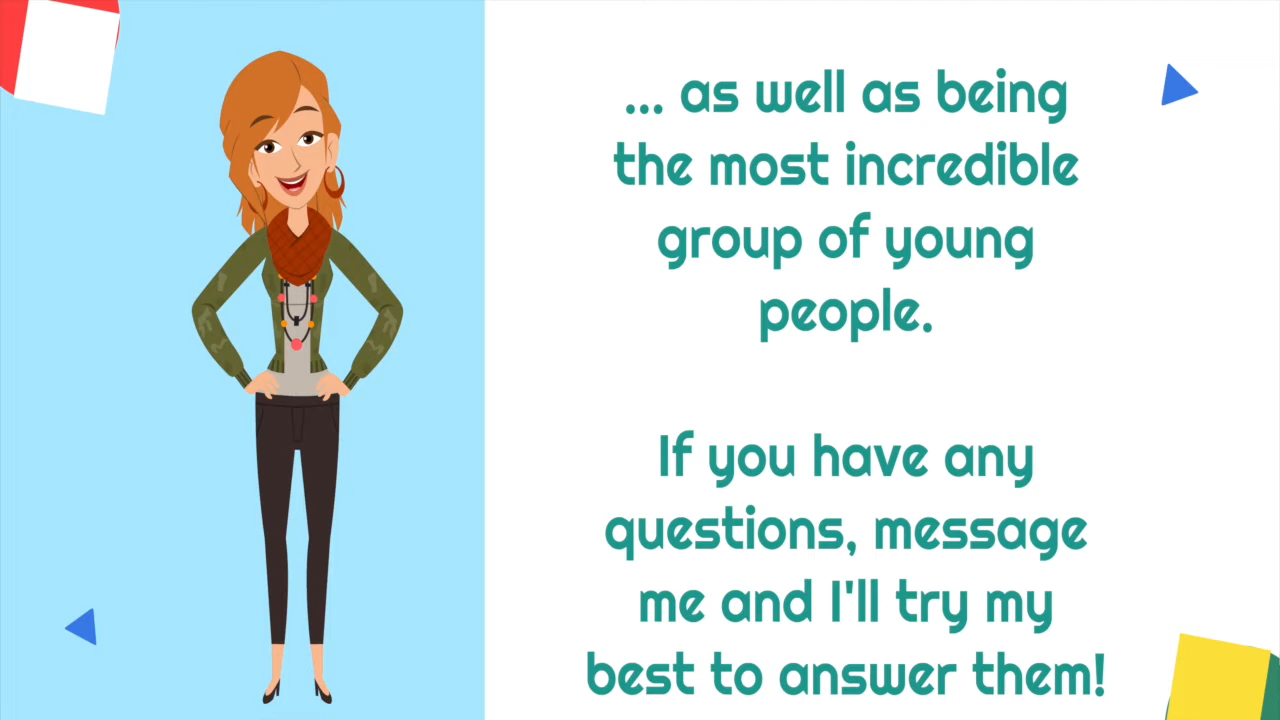 ... as well as being
the most incredible
group of young
people.
If you have any
questions, message
me and I'll try my
best to answer them!